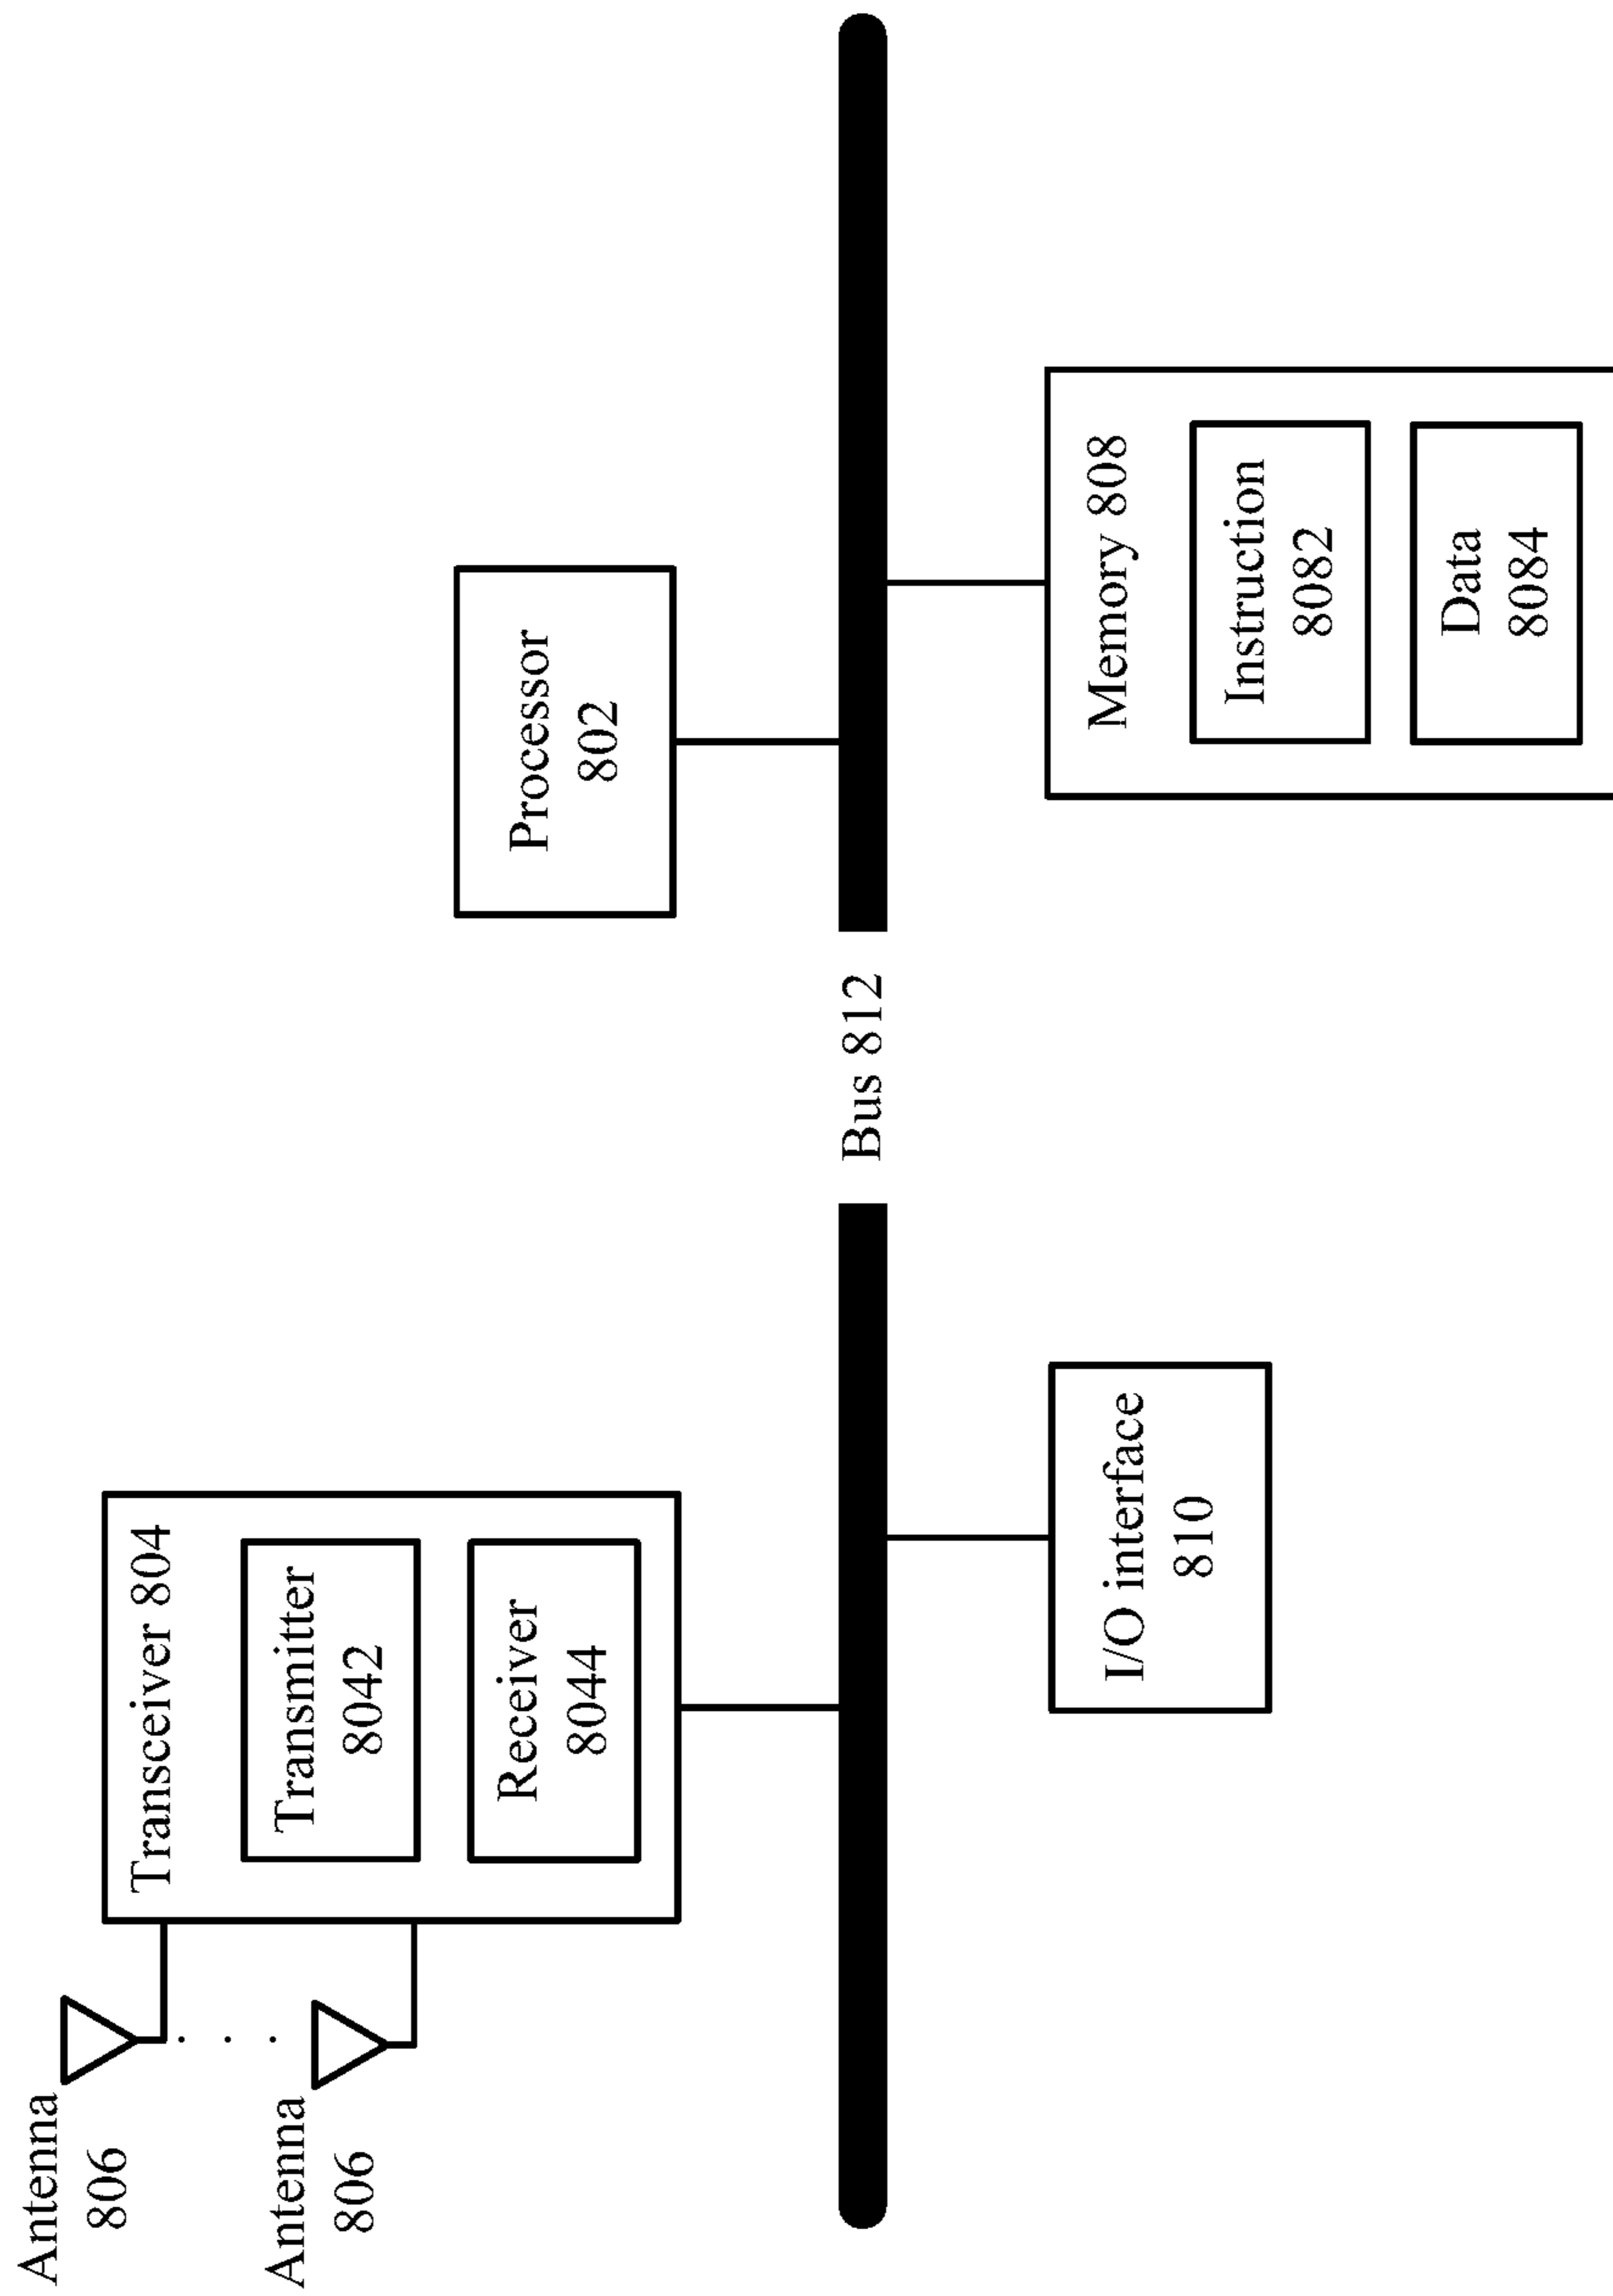 Antenna
806
Antenna
806
Transceiver 804
Transmitter
8042
Receiver
8044
Processor
802
Bus 812
I/O interface
810
Memory 808
Instruction
8082
Data
8084